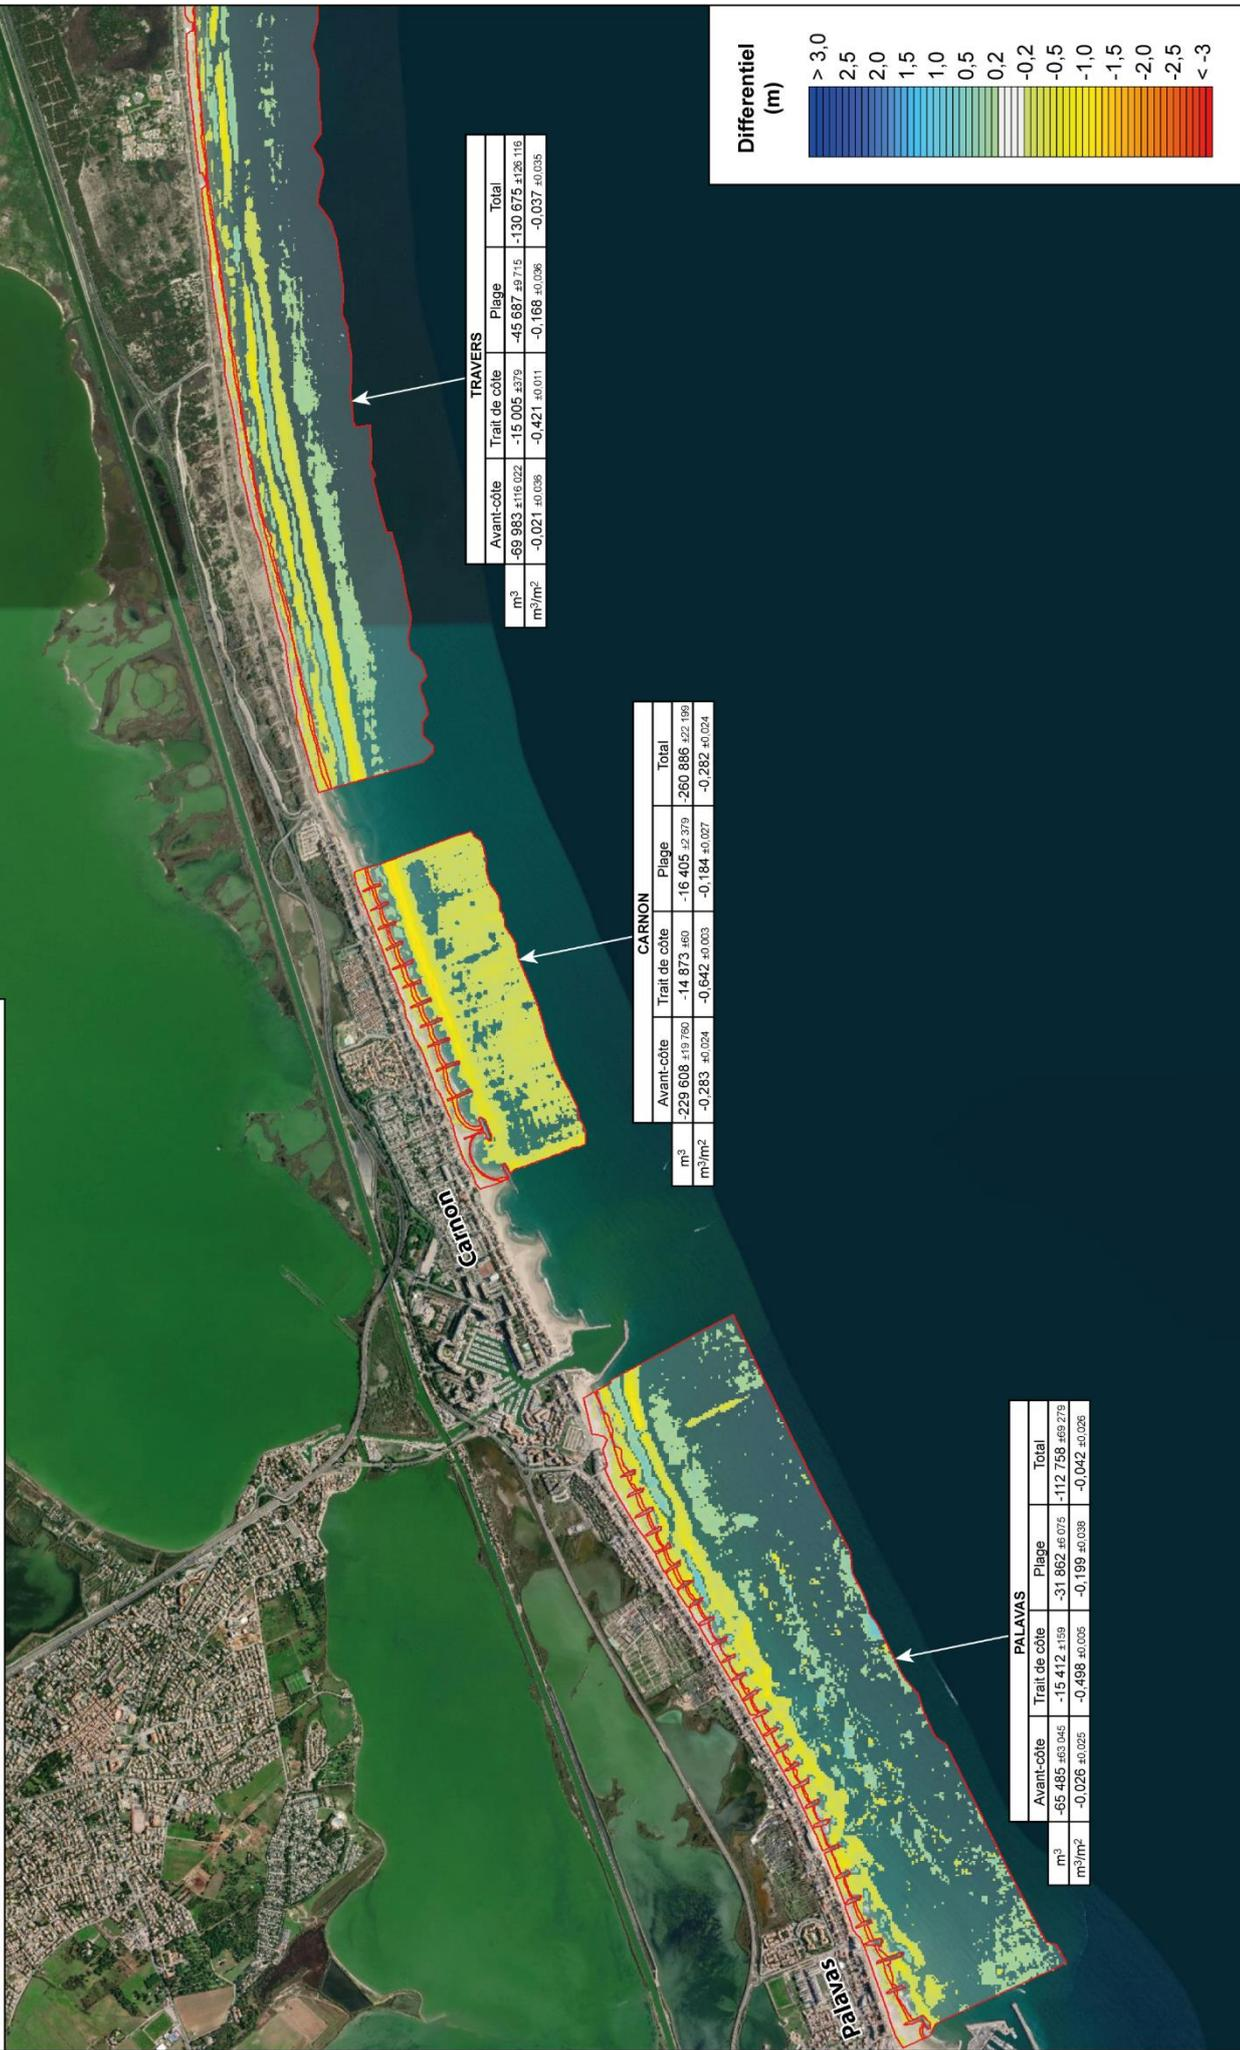 Differentiel
(m)
> 3,0
2,5
2,0
1,5
1,0
0,5
0,2
-0,2
-0,5
-1,0
-1,5
-2,0
-2,5
< -3
TRAVERS
Avant-côte Trait de côte Plage Total
m³ -69 983 ±116 022 -15 005 ±379 -45 687 ±9 715 -130 675 ±126 116
m³/m² -0,021 ±0,036 -0,421 ±0,011 -0,168 ±0,036 -0,037 ±0,035
CARNON
Avant-côte Trait de côte Plage Total
m³ -229 608 ±19 760 -14 873 ±60 -16 405 ±2 379 -260 886 ±22 199
m³/m² -0,283 ±0,024 -0,642 ±0,003 -0,184 ±0,027 -0,282 ±0,024
Carnon
PALAVAS
Avant-côte Trait de côte Plage Total
m³ -65 485 ±63 045 -15 412 ±159 -31 862 ±6 075 -112 758 ±69 279
m³/m² -0,026 ±0,025 -0,498 ±0,005 -0,199 ±0,038 -0,042 ±0,026
Palavas